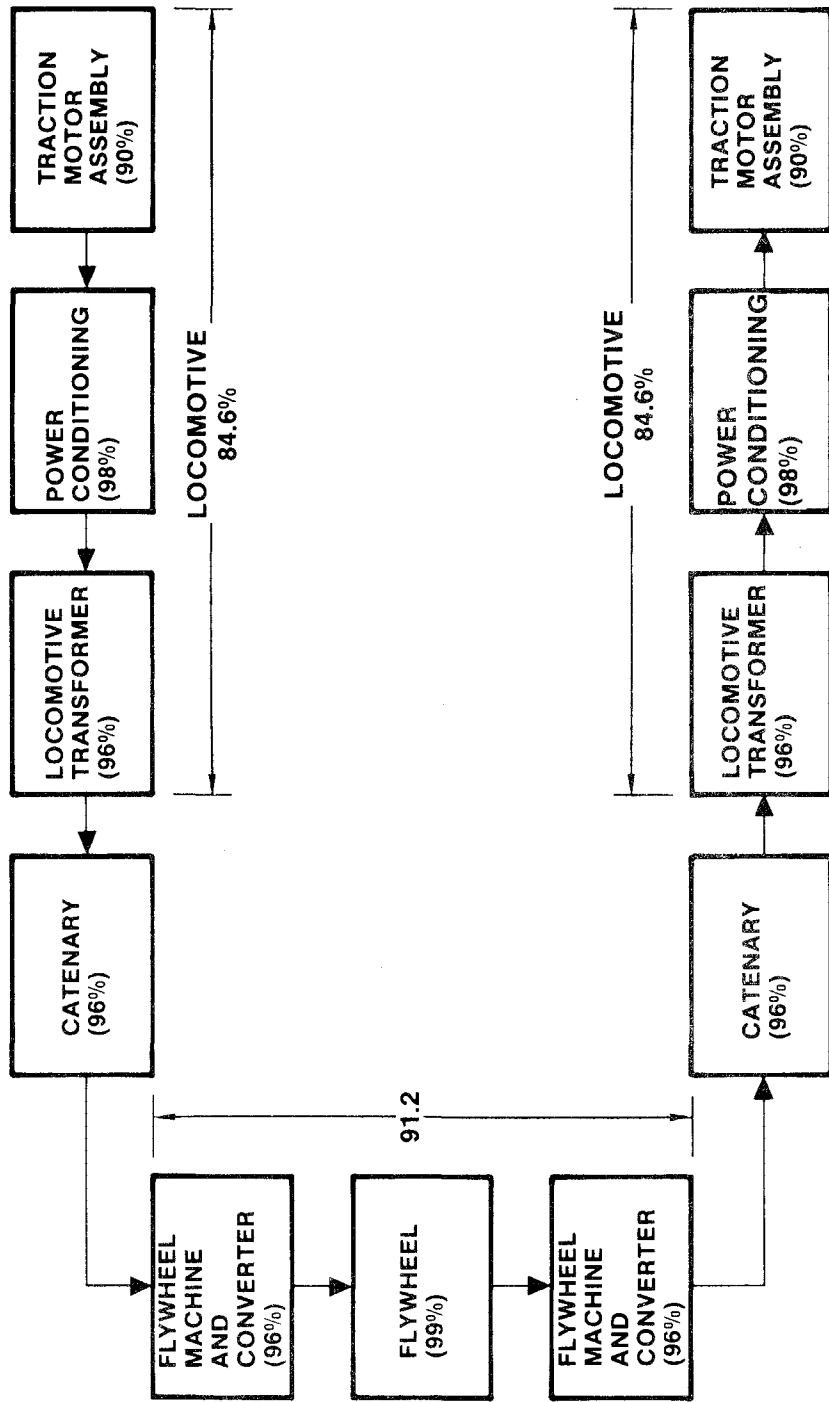 CATENARY
(96%)
LOCOMOTIVE
TRANSFORMER
(96%)
POWER
CONDITIONING
(98%)
TRACTION
MOTOR
ASSEMBLY
(90%)
LOCOMOTIVE
84.6%
FLYWHEEL
MACHINE
AND
CONVERTER
(96%)
FLYWHEEL
(99%)
FLYWHEEL
MACHINE
AND
CONVERTER
(96%)
91.2
LOCOMOTIVE
84.6%
CATENARY
(96%)
LOCOMOTIVE
TRANSFORMER
(96%)
POWER
CONDITIONING
(98%)
TRACTION
MOTOR
ASSEMBLY
(90%)